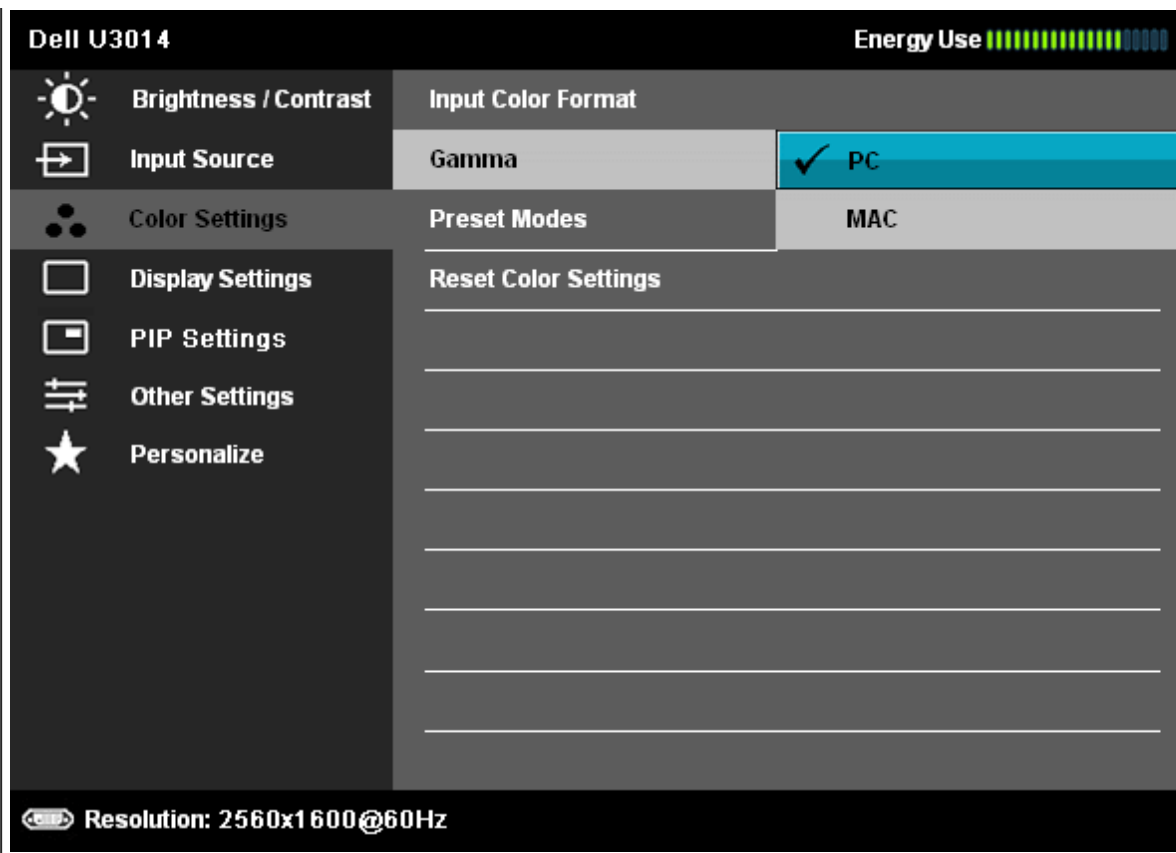 Dell U3014 Energy Use
Brightness / Contrast Input Color Format
Input Source Gamma PC
Color Settings Preset Modes MAC
Display Settings Reset Color Settings
PIP Settings
Other Settings
Personalize
Resolution: 2560x1600@60Hz